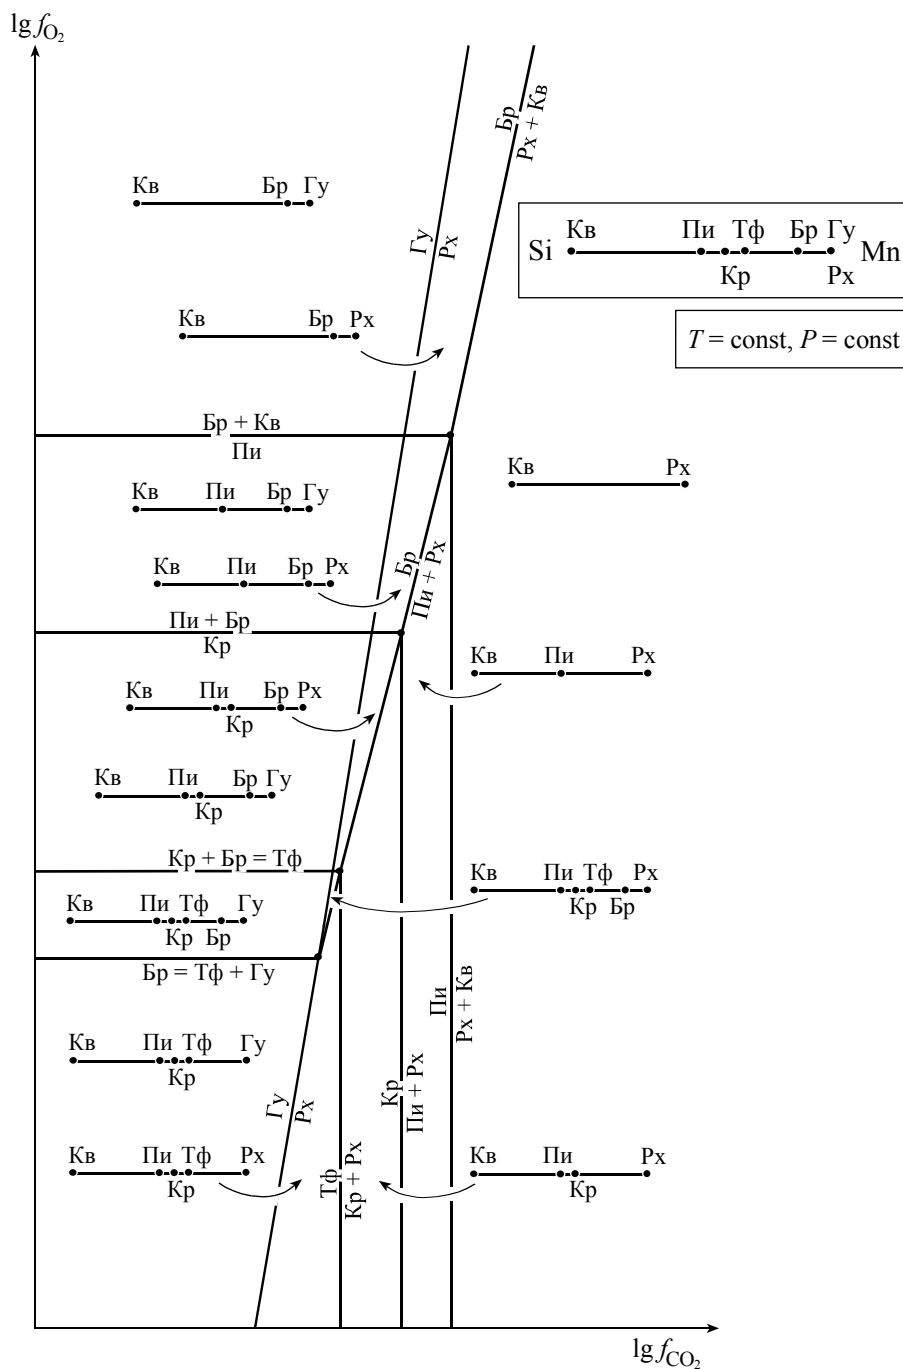 lg fO2
Гу
Рх
Бр
Рх + Кв
Кв Бр Гу
Si Кв Пи Тф Бр Гу Mn
Кр Рх
Кв Бр Рх
T = const, P = const
Бр + Кв
Пи
Кв Рх
Кв Пи Бр Гу
Бр
Пи + Рх
Кв Пи Бр Рх
Пи + Бр
Кр
Кв Пи Рх
Кв Пи Бр Рх
Кр
Кв Пи Бр Гу
Кр
Кр + Бр = Тф
Кв Пи Тф Рх
Кр Бр
Кв Пи Тф Гу
Кр Бр
Бр = Тф + Гу
Пи
Рх + Кв
Кв Пи Тф Гу
Кр
Гу
Рх
Кр
Пи + Рх
Кв Пи Тф Рх
Кр
Тф
Кр + Рх
Кв Пи Рх
Кр
lg fCO2